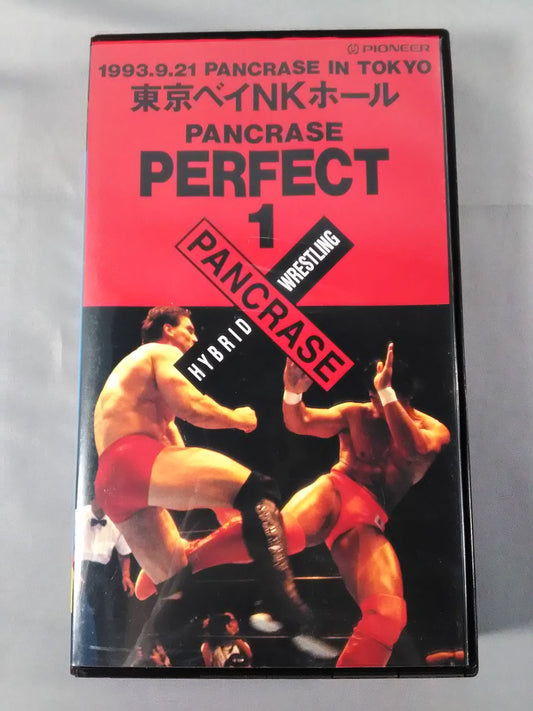 PIONEER
1993.9.21 PANCRASE IN TOKYO
東京ベイNKホール
PANCRASE
PERFECT
1
PANCRASE
HYBRID WRESTLING